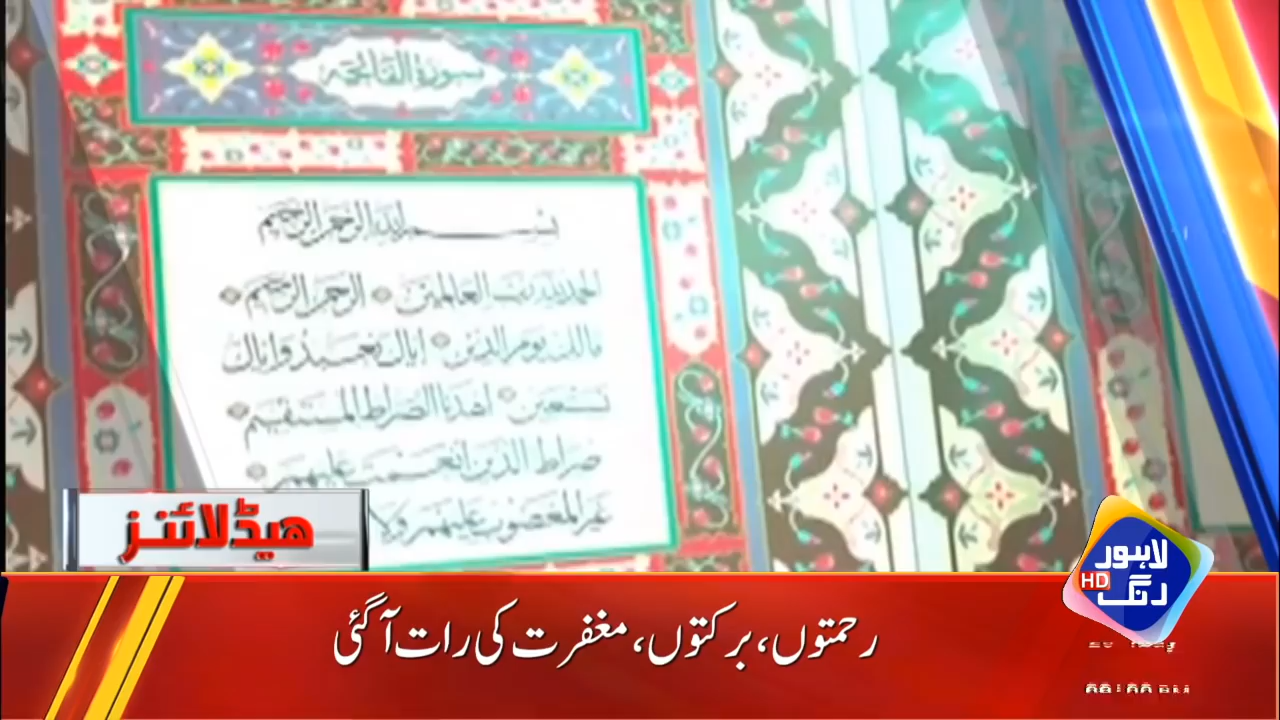 سورة الفاتحة
بسم الله الرحمن الرحيم
الحمد لله رب العالمين الرحمن الرحيم
مالك يوم الدين اياك نعبد واياك
نستعين اهدنا الصراط المستقيم
صراط الذين انعمت عليهم
غير المغضوب عليهم ولا
ہیڈلائنز
لاہور
HD رنگ
رحمتوں، برکتوں، مغفرت کی رات آگئی